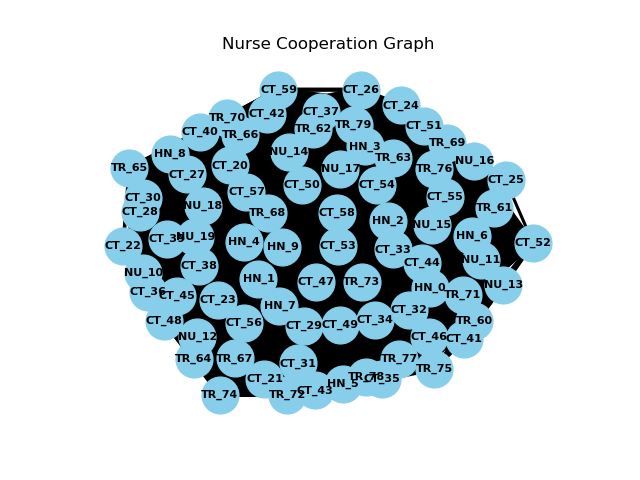 Nurse Cooperation Graph
CT_59
CT_26
CT_24
CT_42
CT_37
TR_70
TR_79
CT_51
TR_62
CT_40
TR_66
TR_69
HN_3
NU_14
HN_8
TR_63
NU_16
CT_20
TR_65
NU_17
TR_76
CT_27
CT_25
CT_50
CT_54
CT_57
CT_55
CT_30
NU_18
TR_61
CT_28
TR_68
CT_58
HN_2
NU_15
NU_19
HN_6
HN_4
CT_52
CT_22
HN_9
CT_53
CT_33
NU_11
CT_44
CT_38
NU_10
HN_1
CT_47
TR_73
NU_13
HN_0
CT_36
TR_71
CT_45
CT_23
HN_7
CT_32
CT_48
CT_34
TR_60
CT_56
CT_49
CT_29
NU_12
CT_46
CT_41
TR_64
TR_67
TR_77
CT_31
TR_75
TR_78
CT_21
CT_35
HN_5
CT_43
TR_74
TR_72